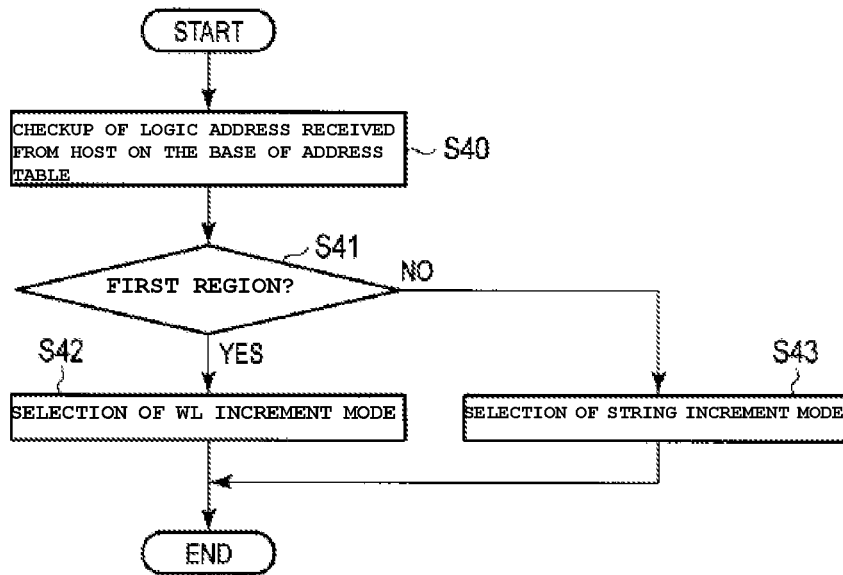 START
CHECKUP OF LOGIC ADDRESS RECEIVED
FROM HOST ON THE BASE OF ADDRESS
TABLE
S40
S41
FIRST REGION?
NO
YES
S42
SELECTION OF WL INCREMENT MODE
S43
SELECTION OF STRING INCREMENT MODE
END